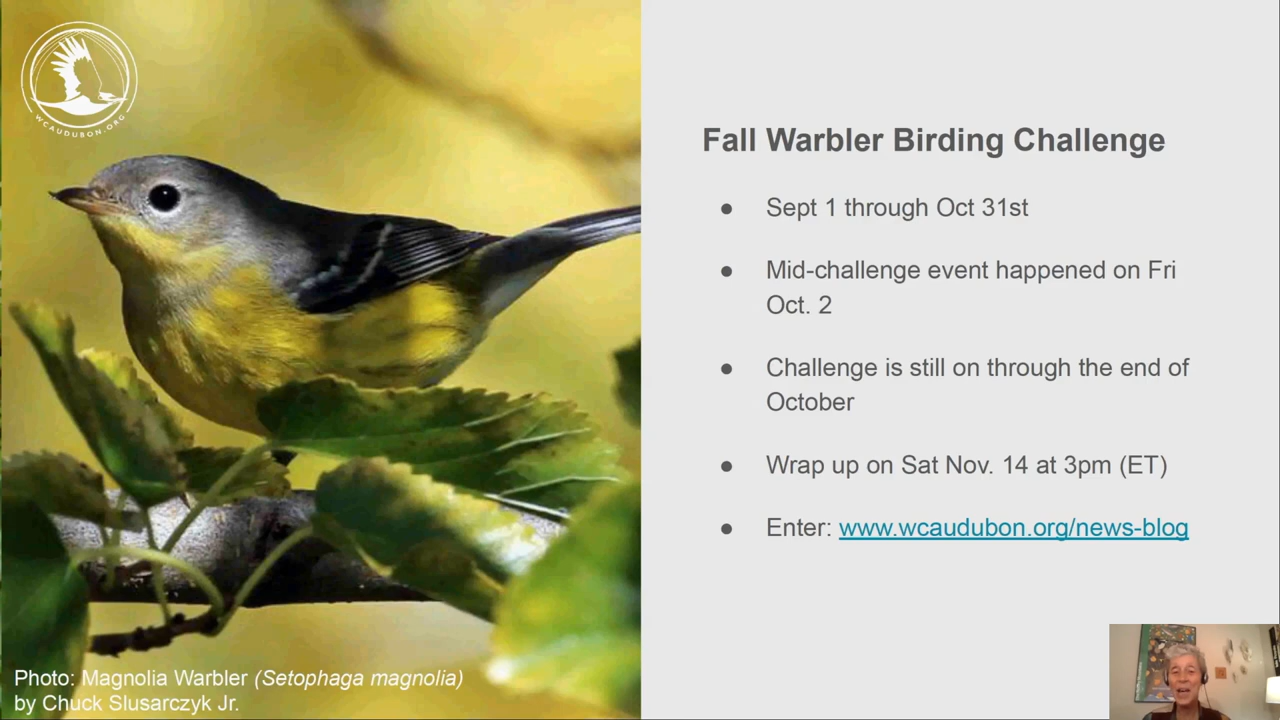 WCAUDUBON.ORG
Fall Warbler Birding Challenge
● Sept 1 through Oct 31st
● Mid-challenge event happened on Fri
Oct. 2
● Challenge is still on through the end of
October
● Wrap up on Sat Nov. 14 at 3pm (ET)
● Enter: www.wcaudubon.org/news-blog
Photo: Magnolia Warbler (Setophaga magnolia)
by Chuck Slusarczyk Jr.